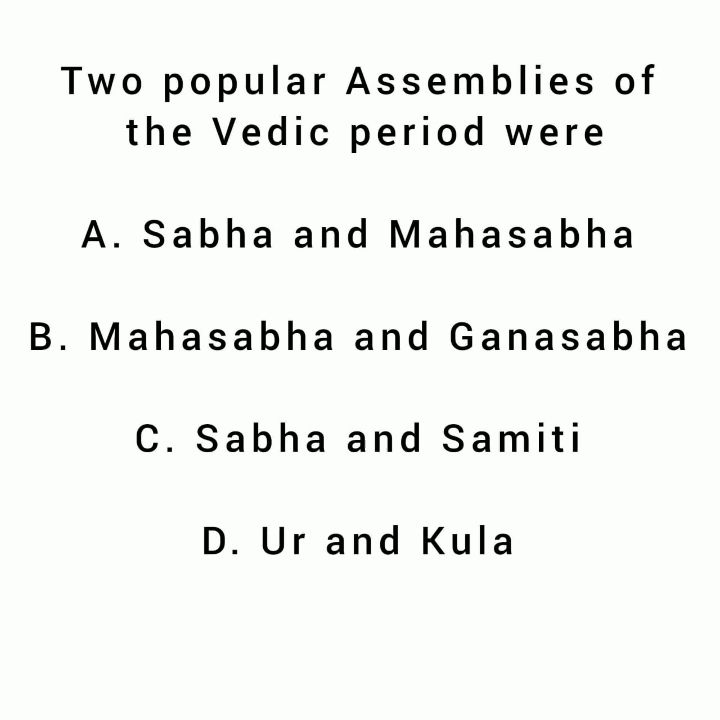 Two popular Assemblies of
the Vedic period were
A. Sabha and Mahasabha
B. Mahasabha and Ganasabha
C. Sabha and Samiti
D. Ur and Kula